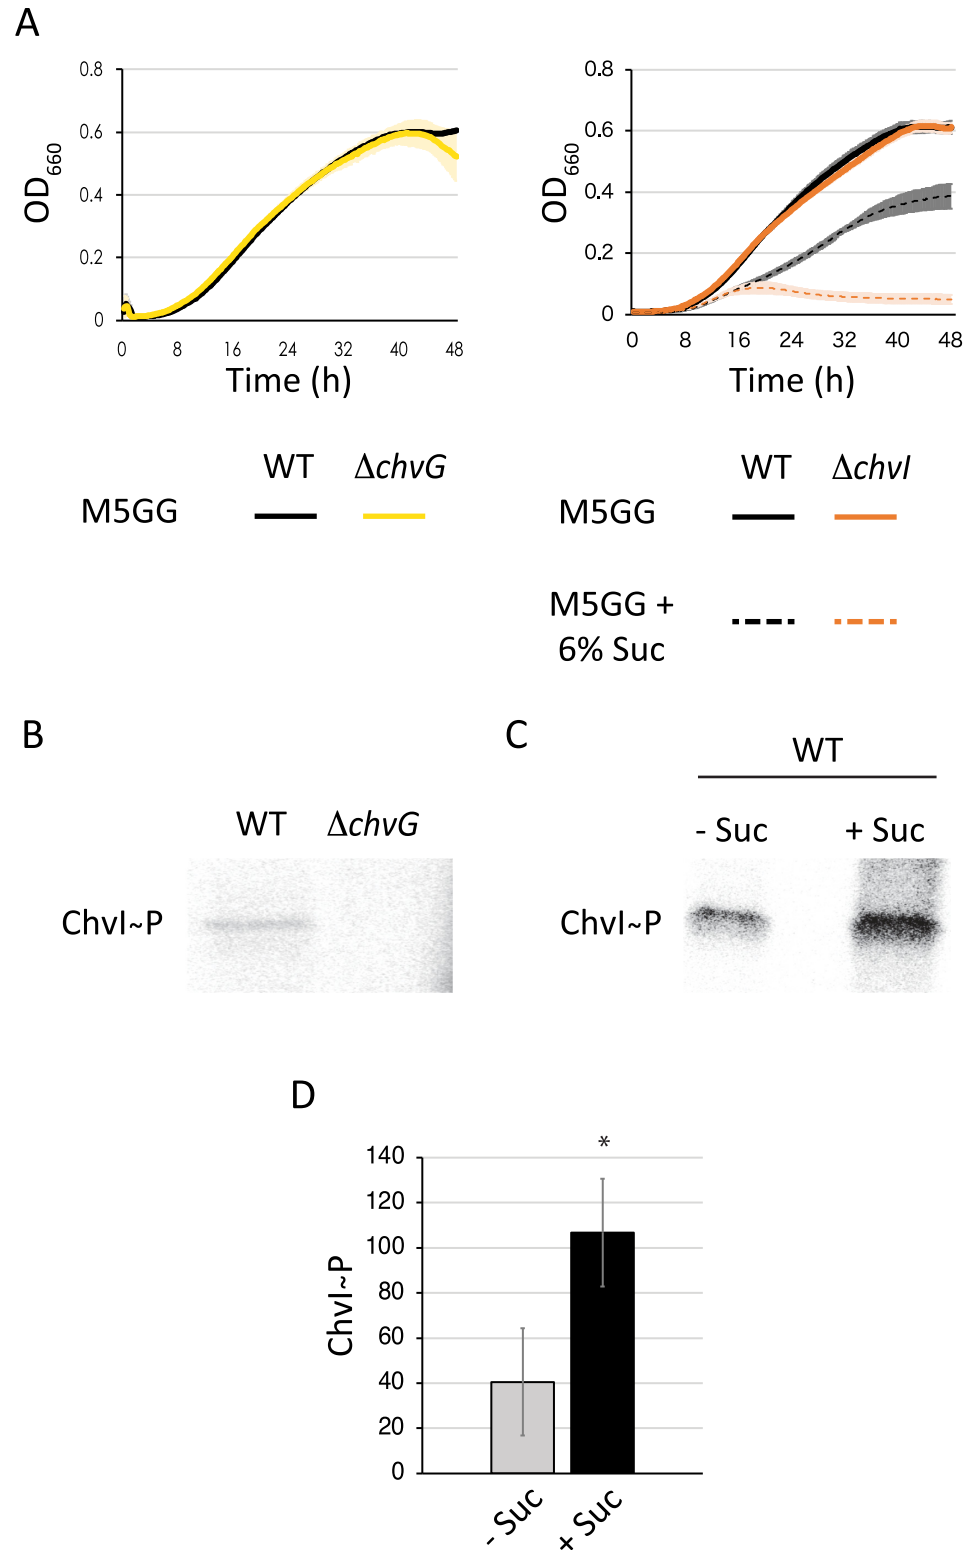 A
0.8
0.6
0.4
0.2
0
OD660
0 8 16 24 32 40 48
Time (h)
0.8
0.6
0.4
0.2
0
OD660
0 8 16 24 32 40 48
Time (h)
WT ΔchvG
M5GG
WT ΔchvI
M5GG
M5GG +
6% Suc
B
WT ΔchvG
ChvI~P
C
WT
- Suc + Suc
ChvI~P
D
*
140
120
100
80
60
40
20
0
ChvI~P
- Suc
+ Suc